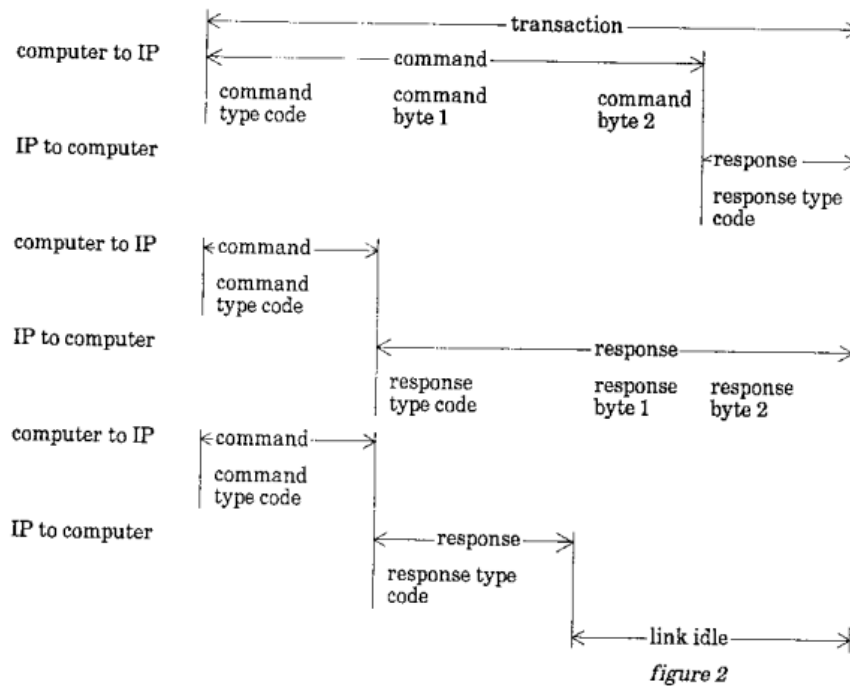 transaction
computer to IP
command
command command command
type code byte 1 byte 2
IP to computer
response
response type
code
computer to IP
command
command
type code
IP to computer
response
response response response
type code byte 1 byte 2
computer to IP
command
command
type code
IP to computer
response
response type
code
link idle
figure 2